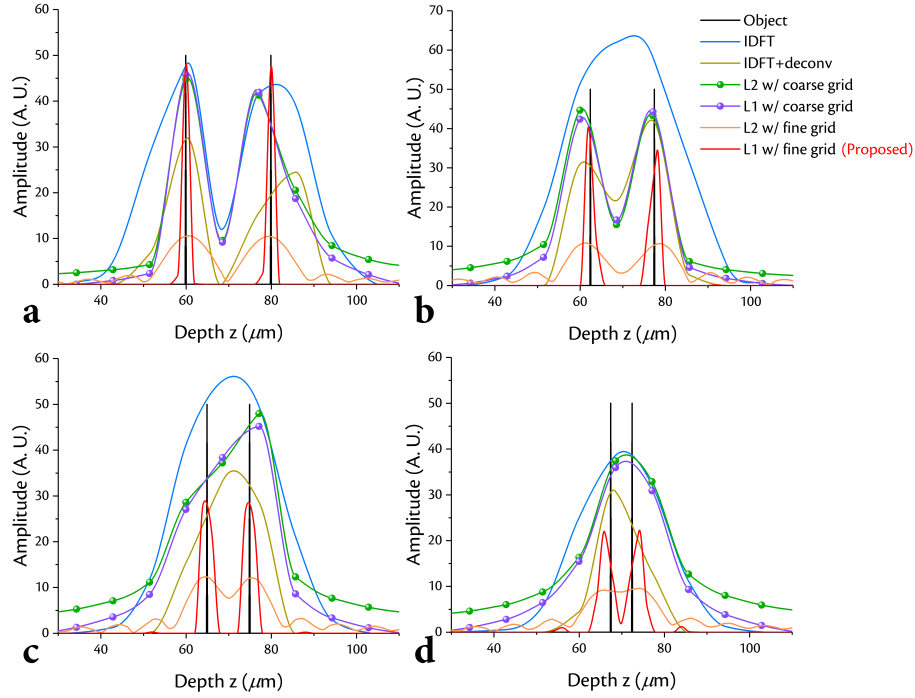 60
50
40
30
20
10
0
Amplitude (A. U.)
40 60 80 100
Depth z (μm)
a
70
60
50
40
30
20
10
0
Amplitude (A. U.)
40 60 80 100
Depth z (μm)
b
Object
IDFT
IDFT+deconv
L2 w/ coarse grid
L1 w/ coarse grid
L2 w/ fine grid
L1 w/ fine grid (Proposed)
60
50
40
30
20
10
0
Amplitude (A. U.)
40 60 80 100
Depth z (μm)
c
60
50
40
30
20
10
0
Amplitude (A. U.)
40 60 80 100
Depth z (μm)
d